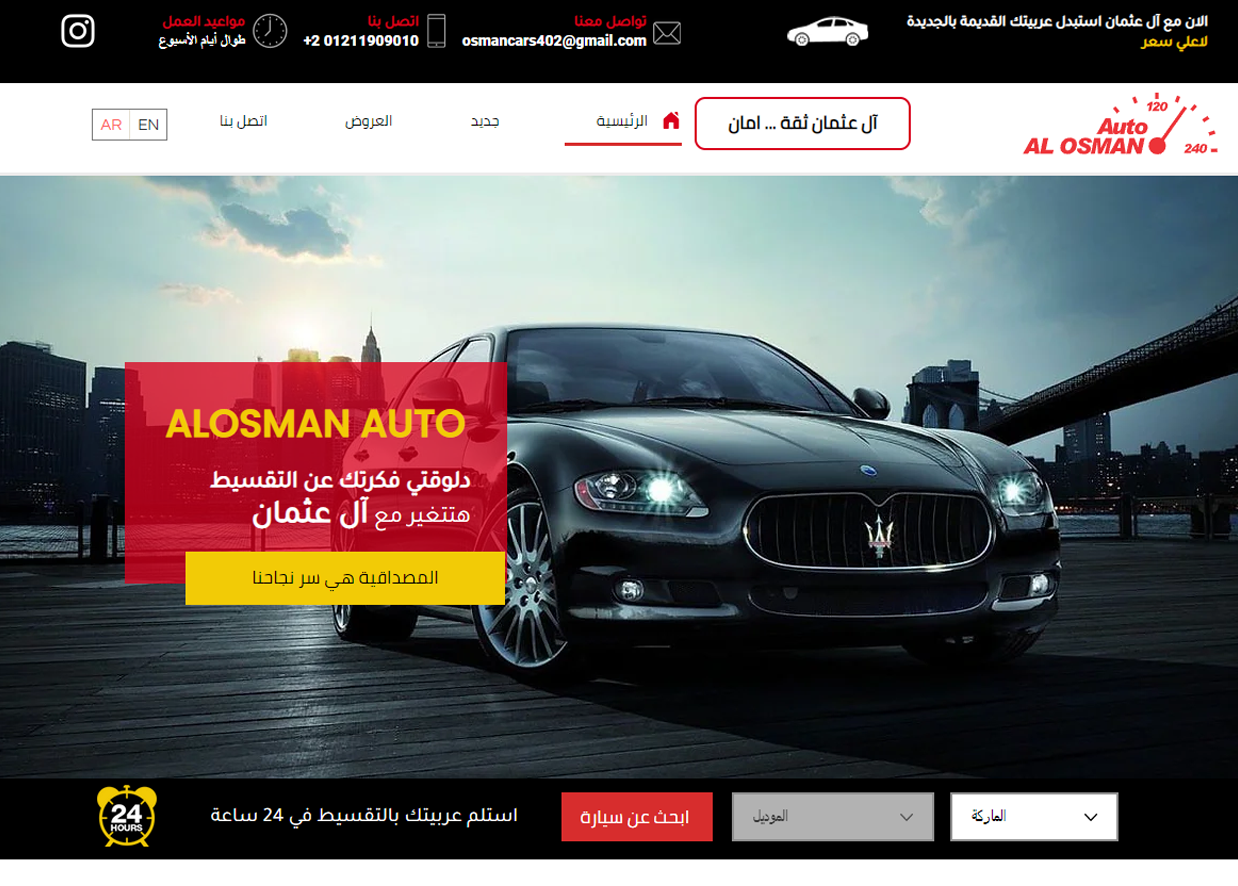 الان مع آل عثمان استبدل عربيتك القديمة بالجديدة
لاعلي سعر
تواصل معنا
osmancars402@gmail.com
اتصل بنا
+2 01211909010
مواعيد العمل
طوال أيام الأسبوع
120
Auto
AL OSMAN
240
آل عثمان ثقة ... امان
الرئيسية
جديد
العروض
اتصل بنا
AR EN
ALOSMAN AUTO
دلوقتي فكرتك عن التقسيط
هتتغير مع آل عثمان
المصداقية هي سر نجاحنا
الماركة
الموديل
ابحث عن سيارة
استلم عربيتك بالتقسيط في 24 ساعة
24
HOURS